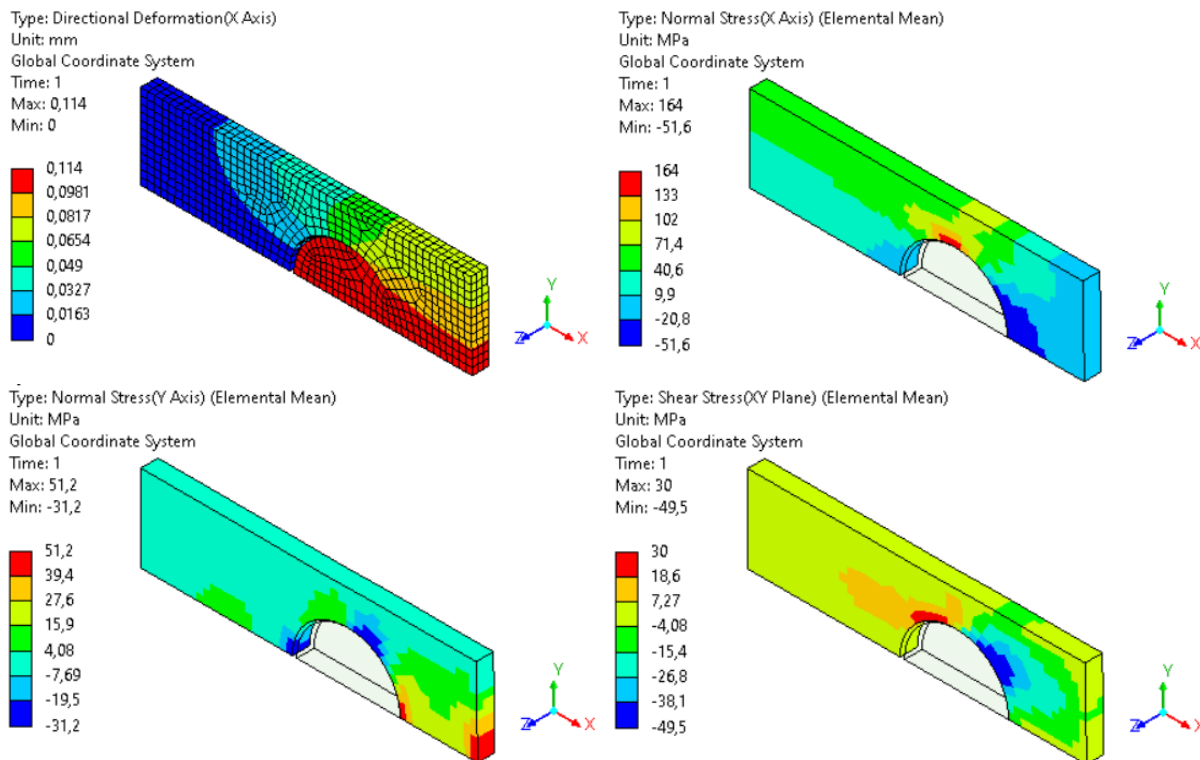 Type: Directional Deformation(X Axis)
Unit: mm
Global Coordinate System
Time: 1
Max: 0,114
Min: 0
0,114
0,0981
0,0817
0,0654
0,049
0,0327
0,0163
0
Y
Z
X
Type: Normal Stress(X Axis) (Elemental Mean)
Unit: MPa
Global Coordinate System
Time: 1
Max: 164
Min: -51,6
164
133
102
71,4
40,6
9,9
-20,8
-51,6
Y
Z
X
Type: Normal Stress(Y Axis) (Elemental Mean)
Unit: MPa
Global Coordinate System
Time: 1
Max: 51,2
Min: -31,2
51,2
39,4
27,6
15,9
4,08
-7,69
-19,5
-31,2
Y
Z
X
Type: Shear Stress(XY Plane) (Elemental Mean)
Unit: MPa
Global Coordinate System
Time: 1
Max: 30
Min: -49,5
30
18,6
7,27
-4,08
-15,4
-26,8
-38,1
-49,5
Y
Z
X